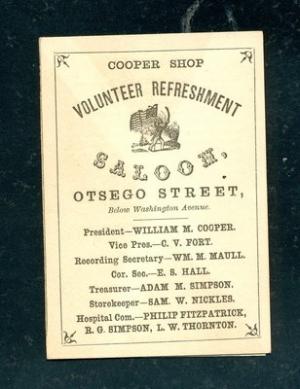 COOPER SHOP
VOLUNTEER REFRESHMENT
SALOON,
OTSEGO STREET,
Below Washington Avenue.
President—WILLIAM M. COOPER.
Vice Pres.—C. V. FORT.
Recording Secretary—WM. M. MAULL.
Cor. Sec.—E. S. HALL.
Treasurer—ADAM M. SIMPSON.
Storekeeper—SAM. W. NICKLES.
Hospital Com.—PHILIP FITZPATRICK,
R. G. SIMPSON, L. W. THORNTON.